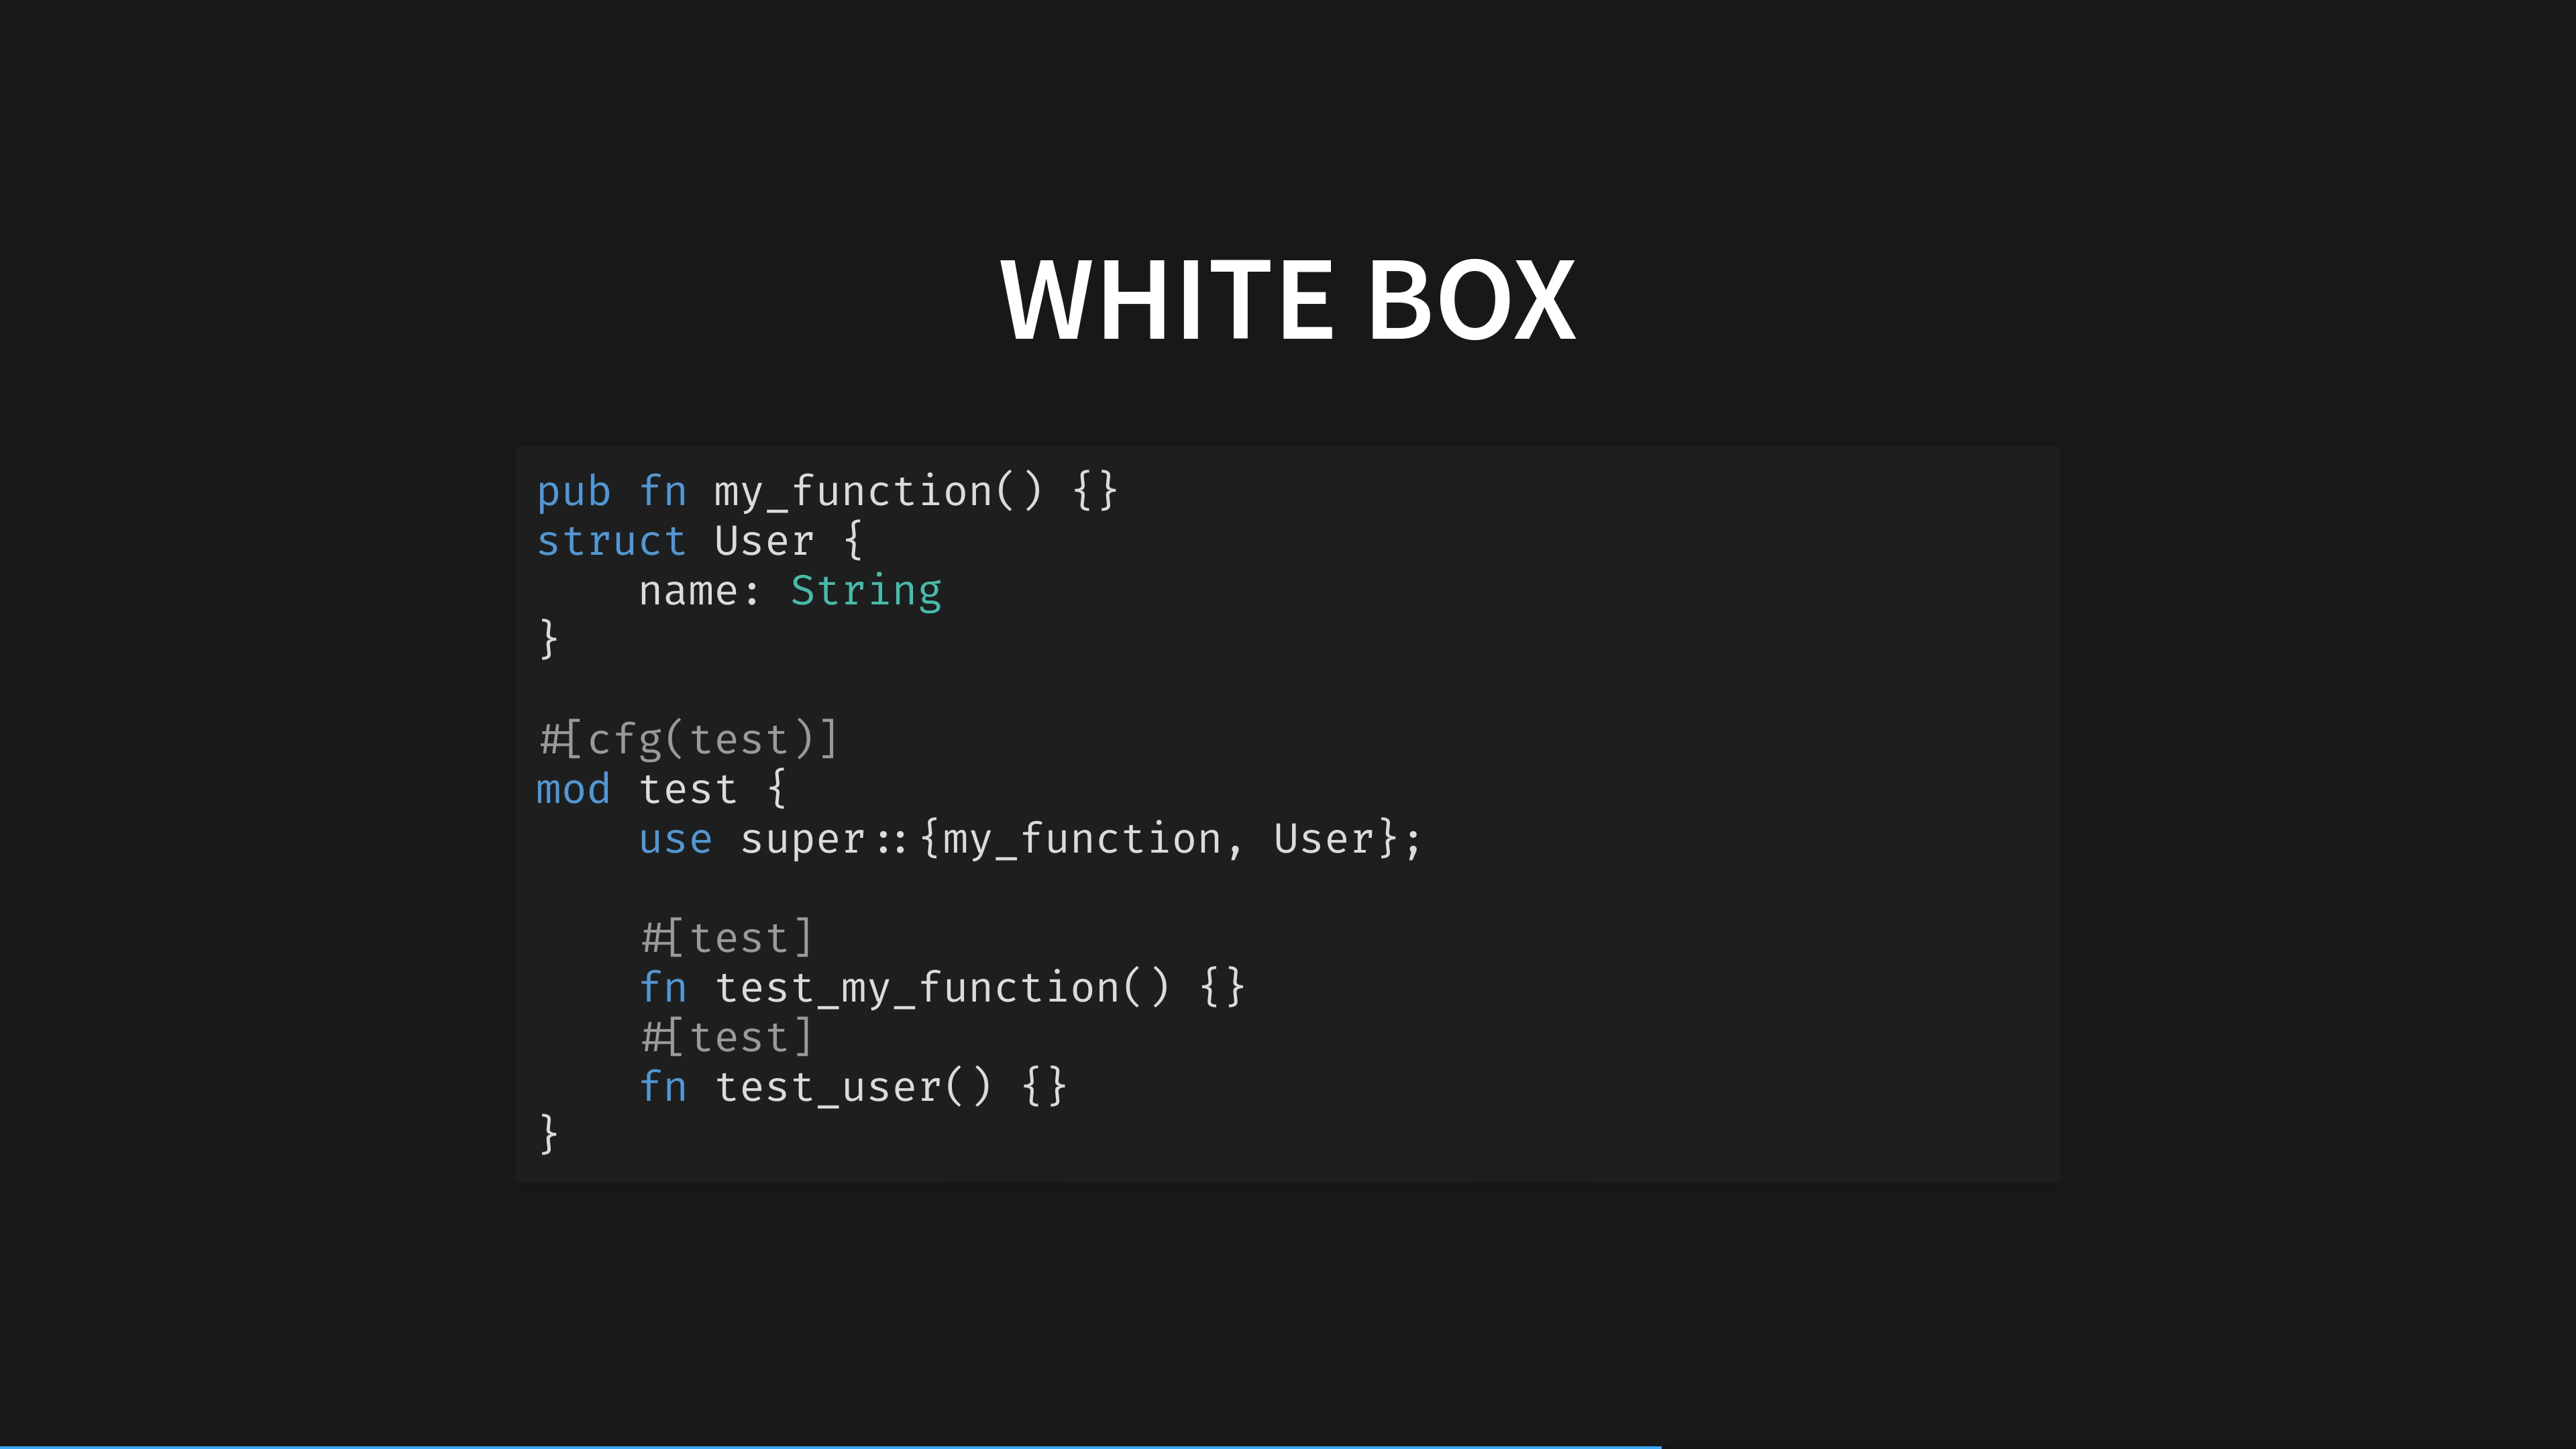 WHITE BOX
pub fn my_function() {}
struct User {
    name: String
}

#[cfg(test)]
mod test {
    use super::{my_function, User};

    #[test]
    fn test_my_function() {}
    #[test]
    fn test_user() {}
}